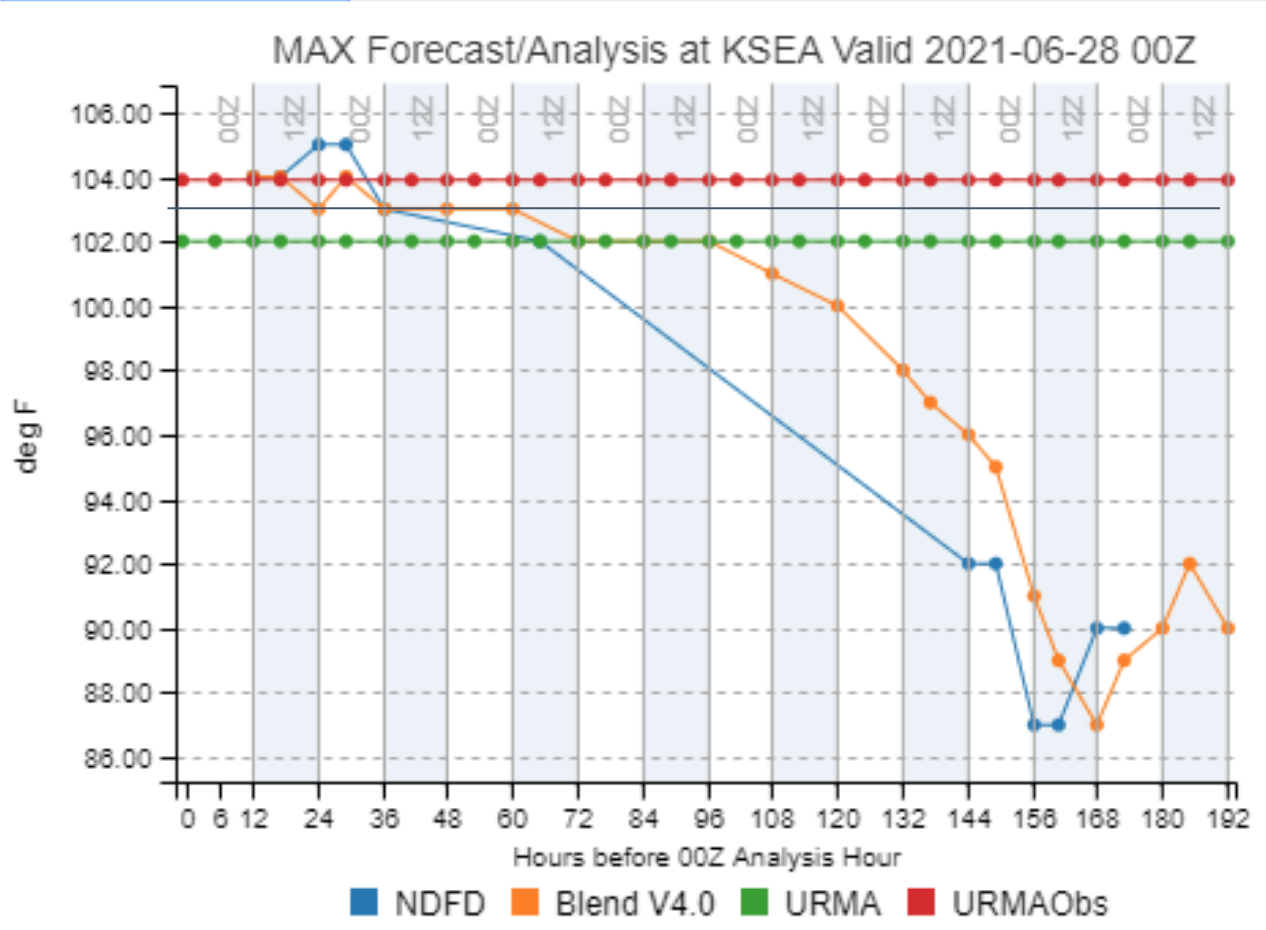 MAX Forecast/Analysis at KSEA Valid 2021-06-28 00Z
106.00
00Z 12Z 00Z 12Z 00Z 12Z 00Z 12Z 00Z 12Z 00Z 12Z 00Z 12Z 00Z 12Z
104.00
102.00
100.00
98.00
96.00
deg F
94.00
92.00
90.00
88.00
86.00
0 6 12 24 36 48 60 72 84 96 108 120 132 144 156 168 180 192
Hours before 00Z Analysis Hour
NDFD Blend V4.0 URMA URMAObs